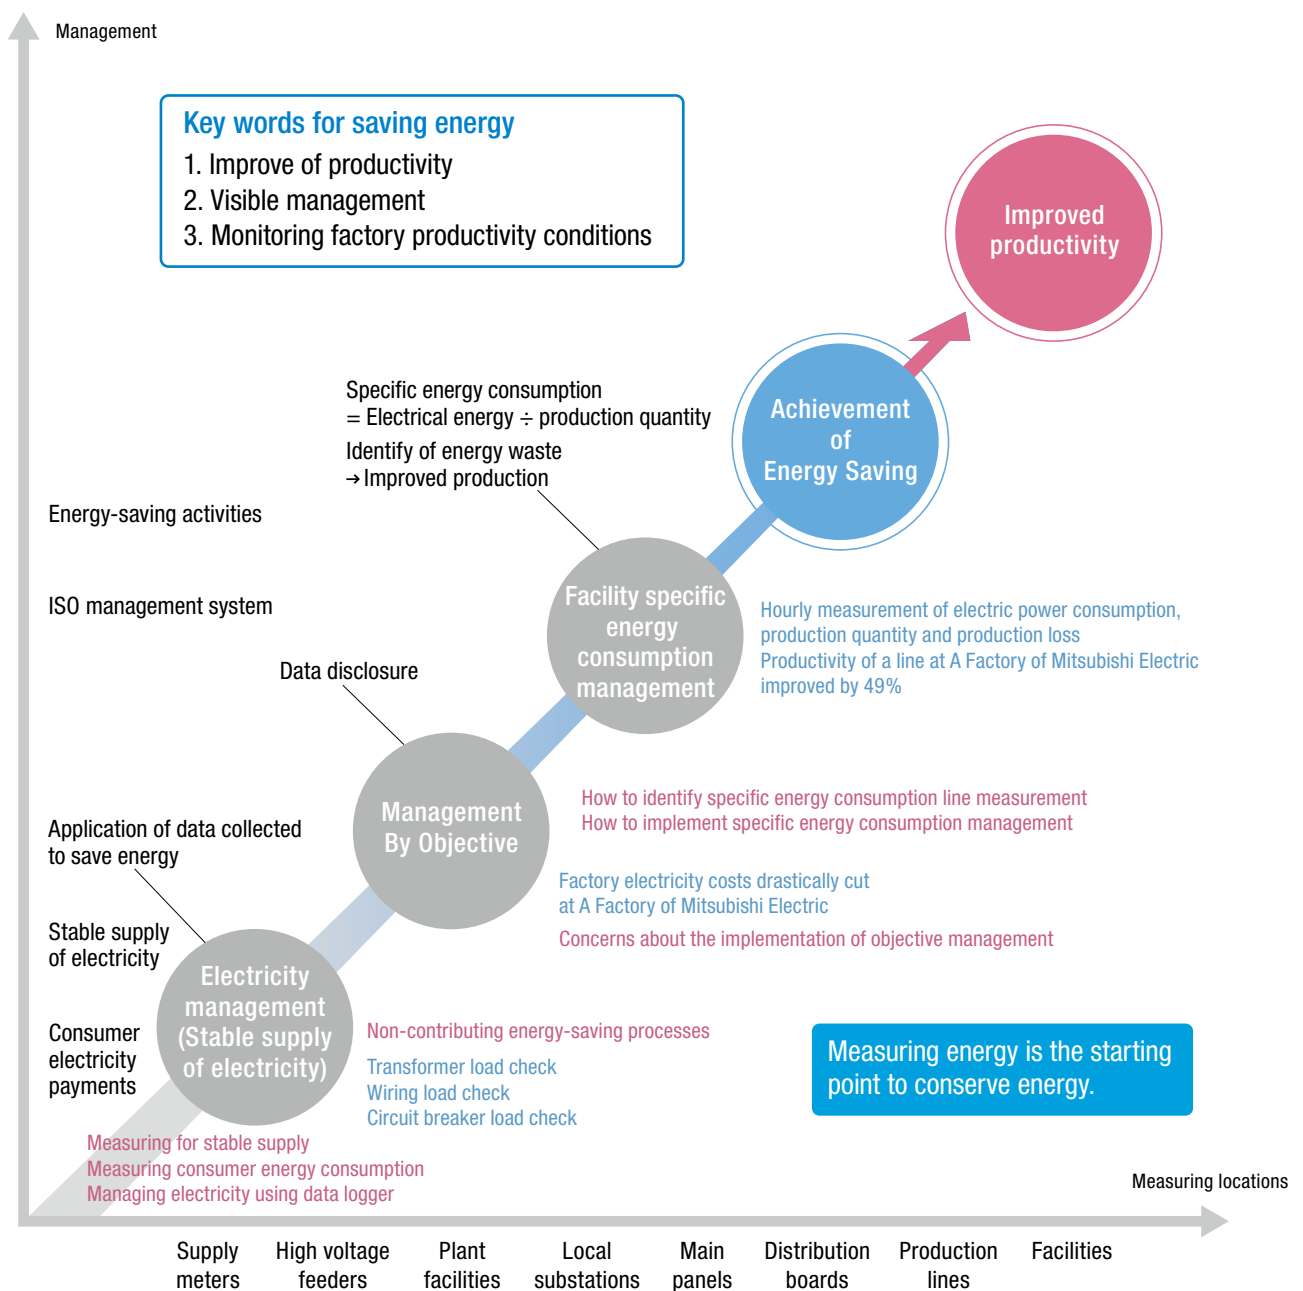 Management
Key words for saving energy
1. Improve of productivity
2. Visible management
3. Monitoring factory productivity conditions
Improved
productivity
Achievement
of
Energy Saving
Specific energy consumption
= Electrical energy ÷ production quantity
Identify of energy waste
→ Improved production
Energy-saving activities
ISO management system
Facility specific
energy
consumption
management
Hourly measurement of electric power consumption,
production quantity and production loss
Productivity of a line at A Factory of Mitsubishi Electric
improved by 49%
Data disclosure
Management
By Objective
How to identify specific energy consumption line measurement
How to implement specific energy consumption management
Application of data collected
to save energy
Factory electricity costs drastically cut
at A Factory of Mitsubishi Electric
Concerns about the implementation of objective management
Stable supply
of electricity
Electricity
management
(Stable supply
of electricity)
Consumer
electricity
payments
Non-contributing energy-saving processes
Transformer load check
Wiring load check
Circuit breaker load check
Measuring energy is the starting
point to conserve energy.
Measuring for stable supply
Measuring consumer energy consumption
Managing electricity using data logger
Measuring locations
Supply
meters
High voltage
feeders
Plant
facilities
Local
substations
Main
panels
Distribution
boards
Production
lines
Facilities